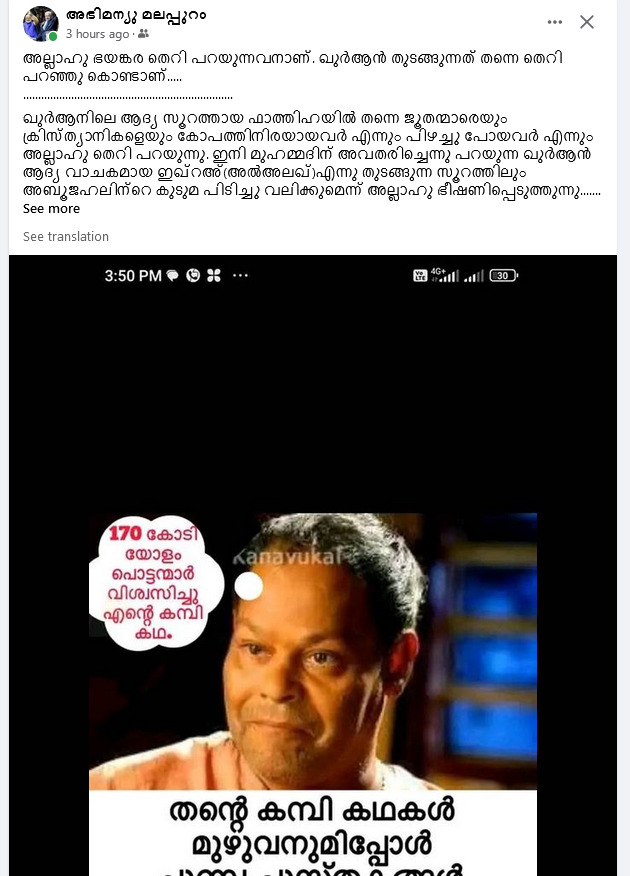 അഭിമന്യു മലപ്പുറം
3 hours ago ·
അല്ലാഹു ഭയങ്കര തെറി പറയുന്നവനാണ്. ഖുർആൻ തുടങ്ങുന്നത് തന്നെ തെറി
പറഞ്ഞു കൊണ്ടാണ്.....
......................................................................
ഖുർആനിലെ ആദ്യ സൂറത്തായ ഫാത്തിഹയിൽ തന്നെ ജൂതന്മാരെയും
ക്രിസ്ത്യാനികളെയും കോപത്തിനിരയായവർ എന്നും പിഴച്ചു പോയവർ എന്നും
അല്ലാഹു തെറി പറയുന്നു. ഇനി മുഹമ്മദിന് അവതരിച്ചെന്നു പറയുന്ന ഖുർആൻ
ആദ്യ വാചകമായ ഇഖ്റഅ്(അൽഅലഖ്)എന്നു തുടങ്ങുന്ന സൂറത്തിലും
അബൂജഹലിന്റെ കുടുമ പിടിച്ചു വലിക്കുമെന്ന് അല്ലാഹു ഭീഷണിപ്പെടുത്തുന്നു.......
See more
See translation
3:50 PM
4G+
30
170 കോടി
യോളം
പൊട്ടന്മാർ
വിശ്വസിച്ചു
എന്റെ കമ്പി
കഥ.
Kanavukal
തന്റെ കമ്പി കഥകൾ
മുഴുവനുമിപ്പോൾ